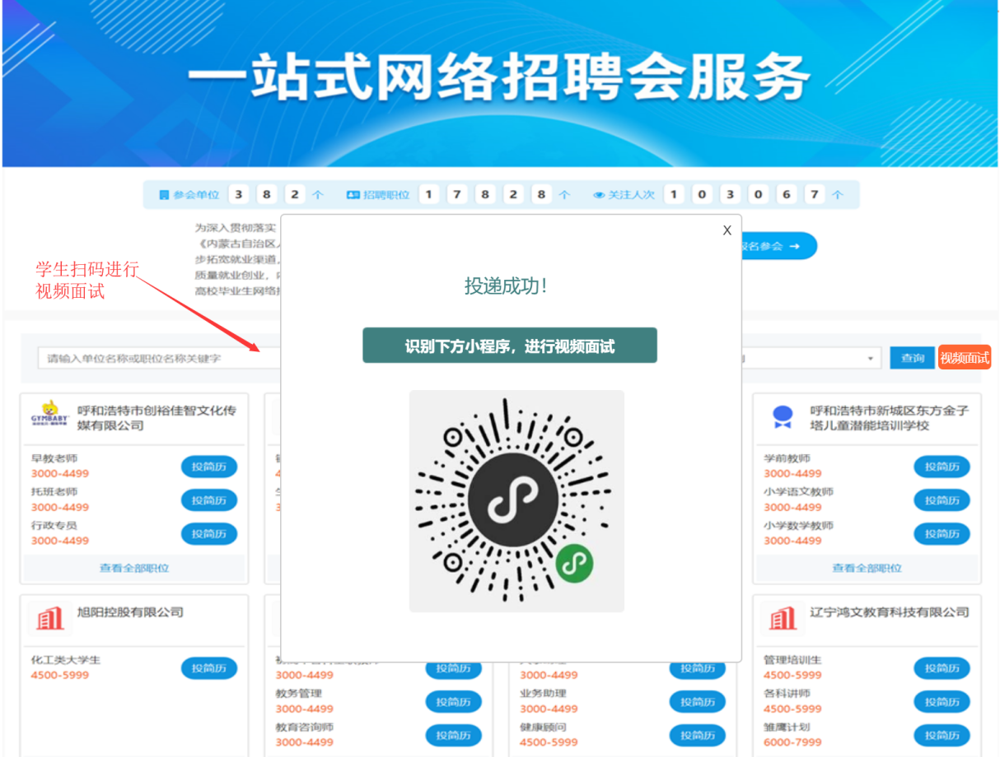 一站式网络招聘会服务
参会单位 3 8 2 个 招聘职位 1 7 8 2 8 个 关注人次 1 0 3 0 6 7 个
为深入贯彻落实
《内蒙古自治区
步拓宽就业渠道,
质量就业创业,
高校毕业生网络
名参会 →
学生扫码进行
视频面试
X
投递成功!
识别下方小程序，进行视频面试
请输入单位名称或职位名称关键字
查询
视频面试
GYMBABY
呼和浩特市创裕佳智文化传
媒有限公司
早教老师
3000-4499
投简历
托班老师
3000-4499
投简历
行政专员
3000-4499
投简历
查看全部职位
呼和浩特市新城区东方金子
塔儿童潜能培训学校
学前教师
3000-4499
投简历
小学语文教师
3000-4499
投简历
小学数学教师
3000-4499
投简历
查看全部职位
旭阳控股有限公司
化工类大学生
4500-5999
投简历
3000-4499
投简历
教务管理
3000-4499
投简历
教育咨询师
3000-4499
投简历
3000-4499
投简历
业务助理
3000-4499
投简历
健康顾问
4500-5999
投简历
辽宁鸿文教育科技有限公司
管理培训生
4500-5999
投简历
各科讲师
4500-5999
投简历
雏鹰计划
6000-7999
投简历